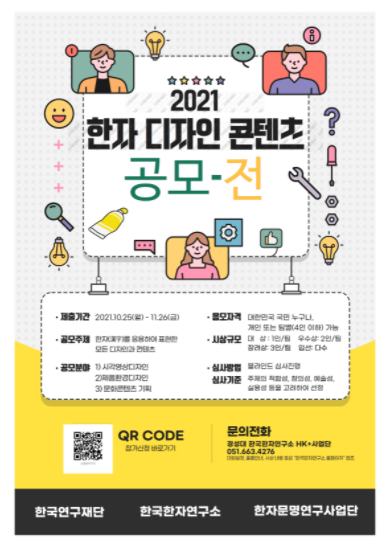 2021
한자 디자인 콘텐츠
공모-전
• 제출기간 2021.10.25(월) - 11.26(금)
• 공모주제 한자(漢字)를 응용하여 표현한
모든 디자인과 컨텐츠
• 공모분야 1) 시각영상디자인
2)제품환경디자인
3) 문화콘텐츠 기획
• 응모자격 대한민국 국민 누구나,
개인 또는 팀별(4인 이하) 가능
• 시상규모 대 상 : 1인/팀 우수상: 2인/팀
장려상: 3인/팀 입선: 다수
• 심사방법 블라인드 심사진행
심사기준 주제의 적합성, 창의성, 예술성,
실용성 등을 고려하여 선정
QR CODE
참가신청 바로가기
문의전화
경성대 한국한자연구소 HK+사업단
051.663.4276
한국연구재단 한국한자연구소 한자문명연구사업단